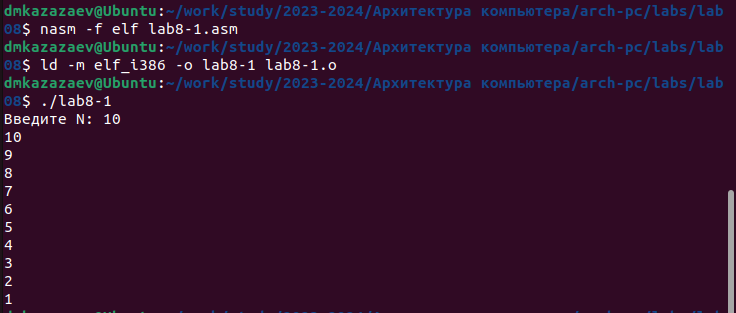 dmkazazaev@Ubuntu:~/work/study/2023-2024/Архитектура компьютера/arch-pc/labs/lab
08$ nasm -f elf lab8-1.asm
dmkazazaev@Ubuntu:~/work/study/2023-2024/Архитектура компьютера/arch-pc/labs/lab
08$ ld -m elf_i386 -o lab8-1 lab8-1.o
dmkazazaev@Ubuntu:~/work/study/2023-2024/Архитектура компьютера/arch-pc/labs/lab
08$ ./lab8-1
Введите N: 10
10
9
8
7
6
5
4
3
2
1